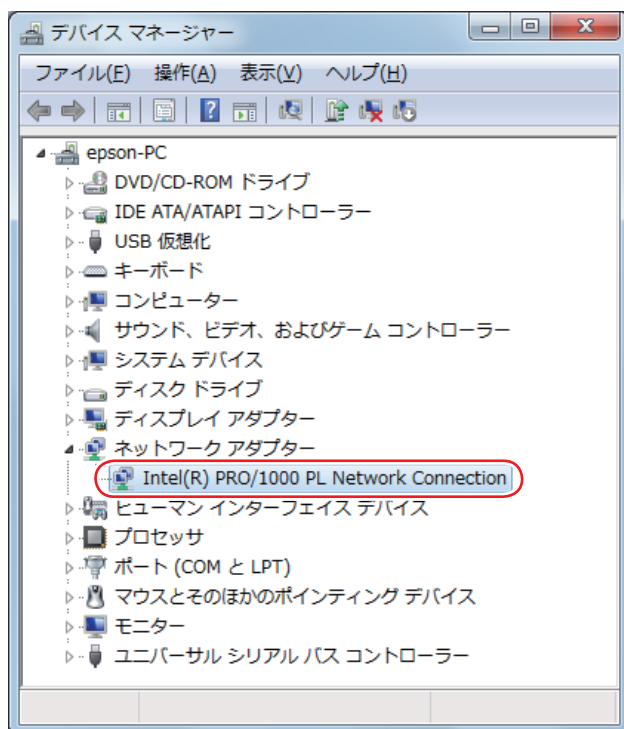 デバイス マネージャー
ファイル(F) 操作(A) 表示(V) ヘルプ(H)
epson-PC
DVD/CD-ROM ドライブ
IDE ATA/ATAPI コントローラー
USB 仮想化
キーボード
コンピューター
サウンド、ビデオ、およびゲーム コントローラー
システム デバイス
ディスク ドライブ
ディスプレイ アダプター
ネットワーク アダプター
Intel(R) PRO/1000 PL Network Connection
ヒューマン インターフェイス デバイス
プロセッサ
ポート (COM と LPT)
マウスとそのほかのポインティング デバイス
モニター
ユニバーサル シリアル バス コントローラー